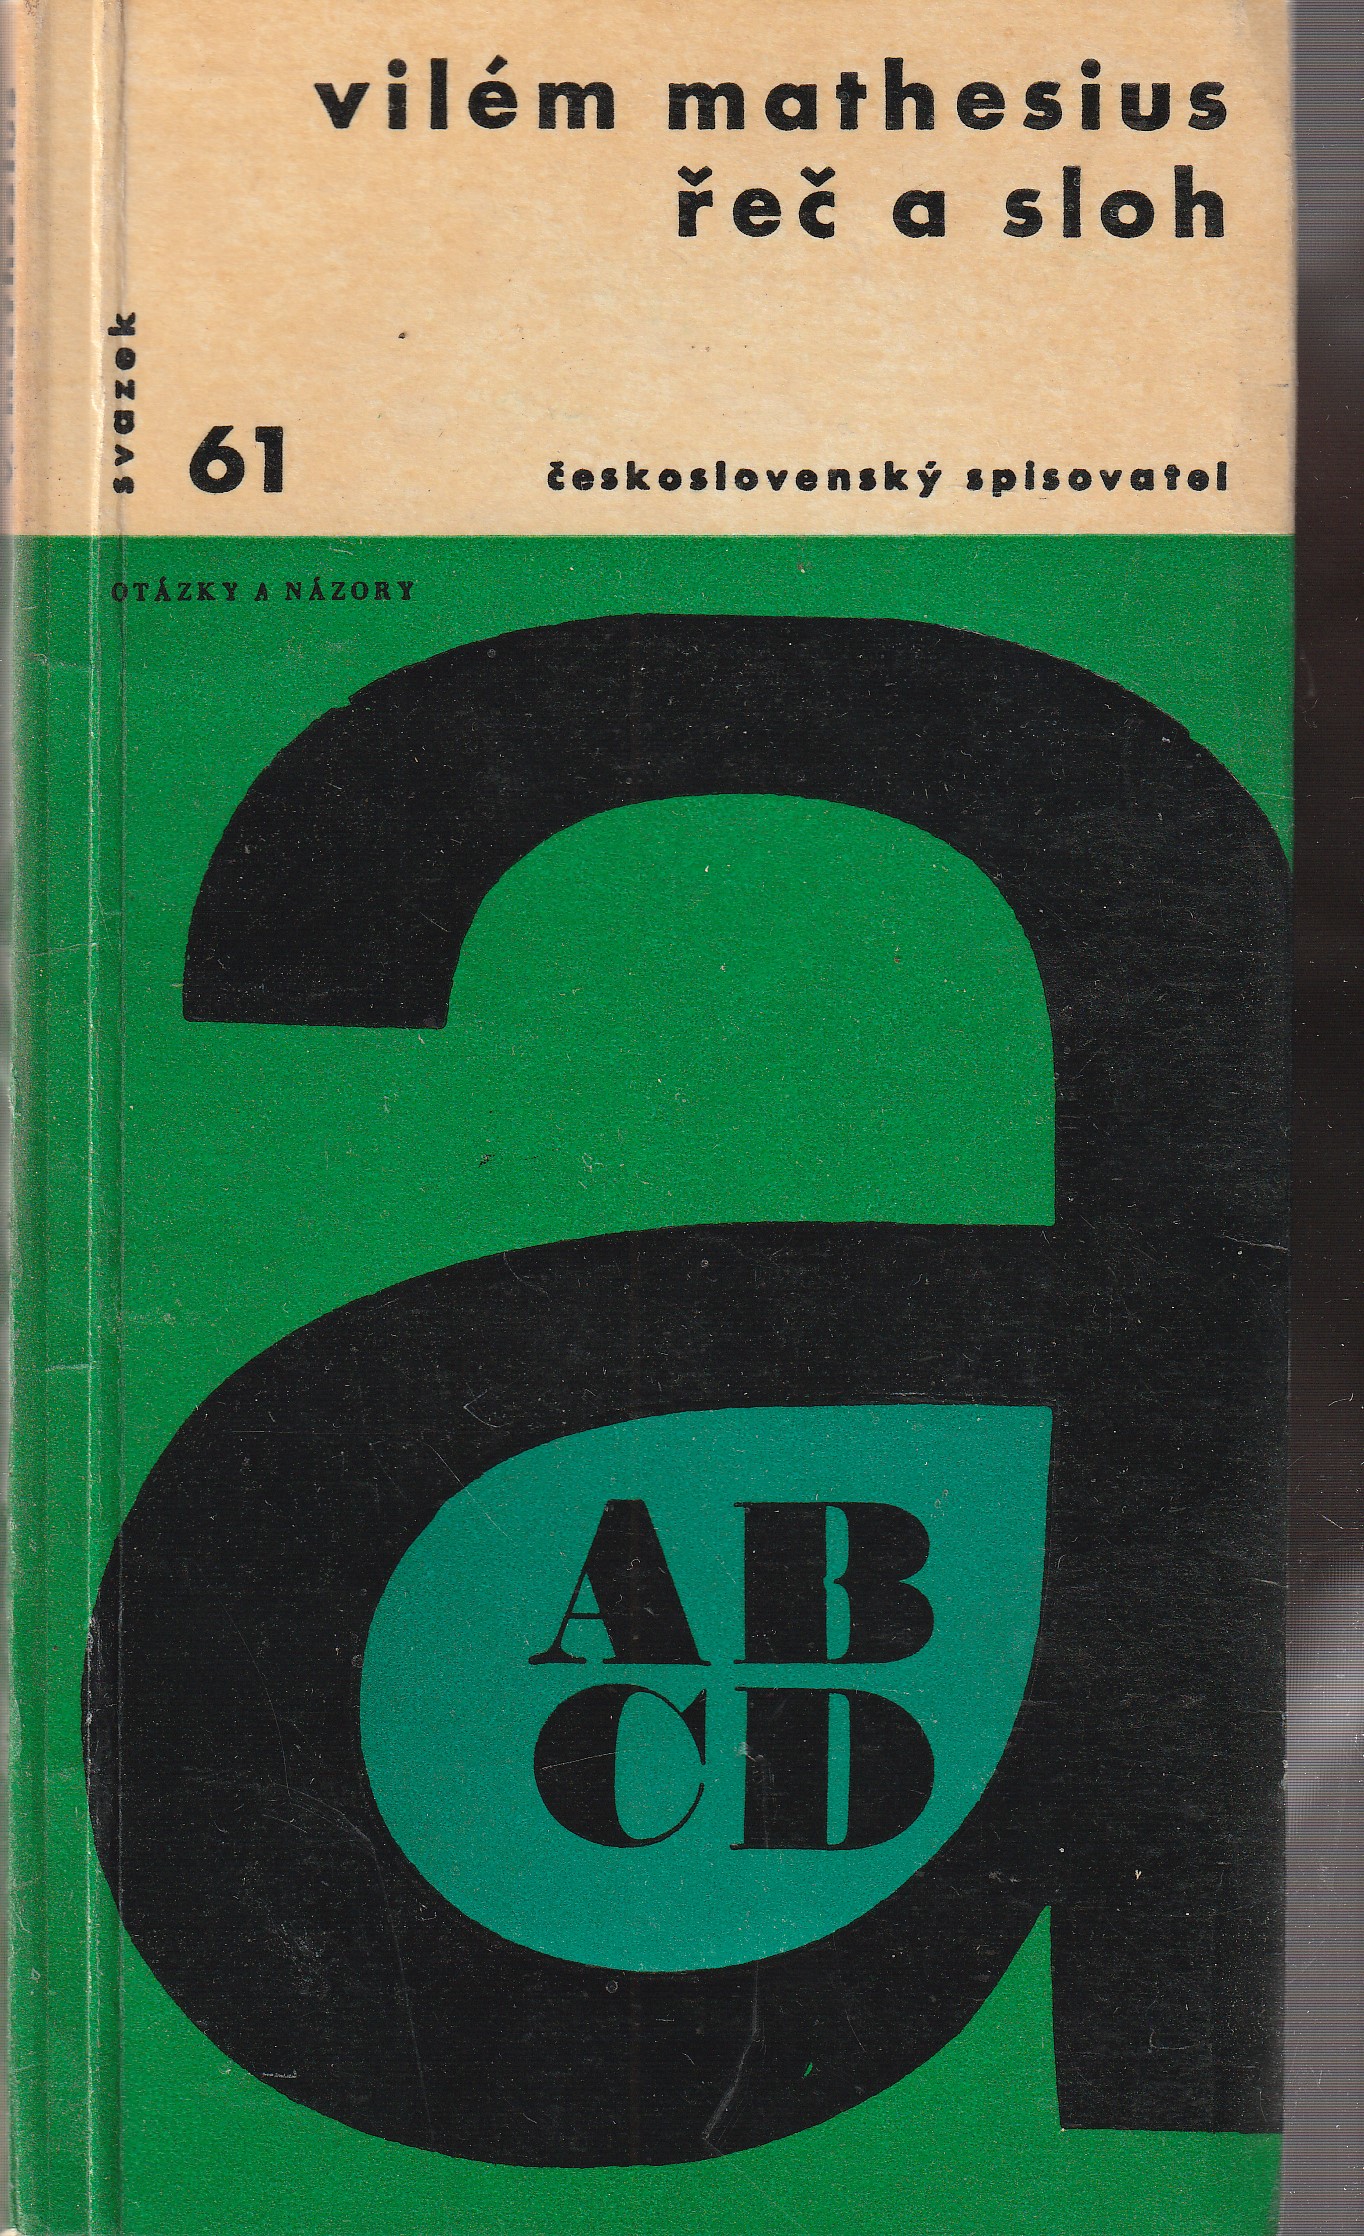 vilém mathesius
řeč a sloh
svazek
61
československý spisovatel
OTÁZKY A NÁZORY
a
AB
CD